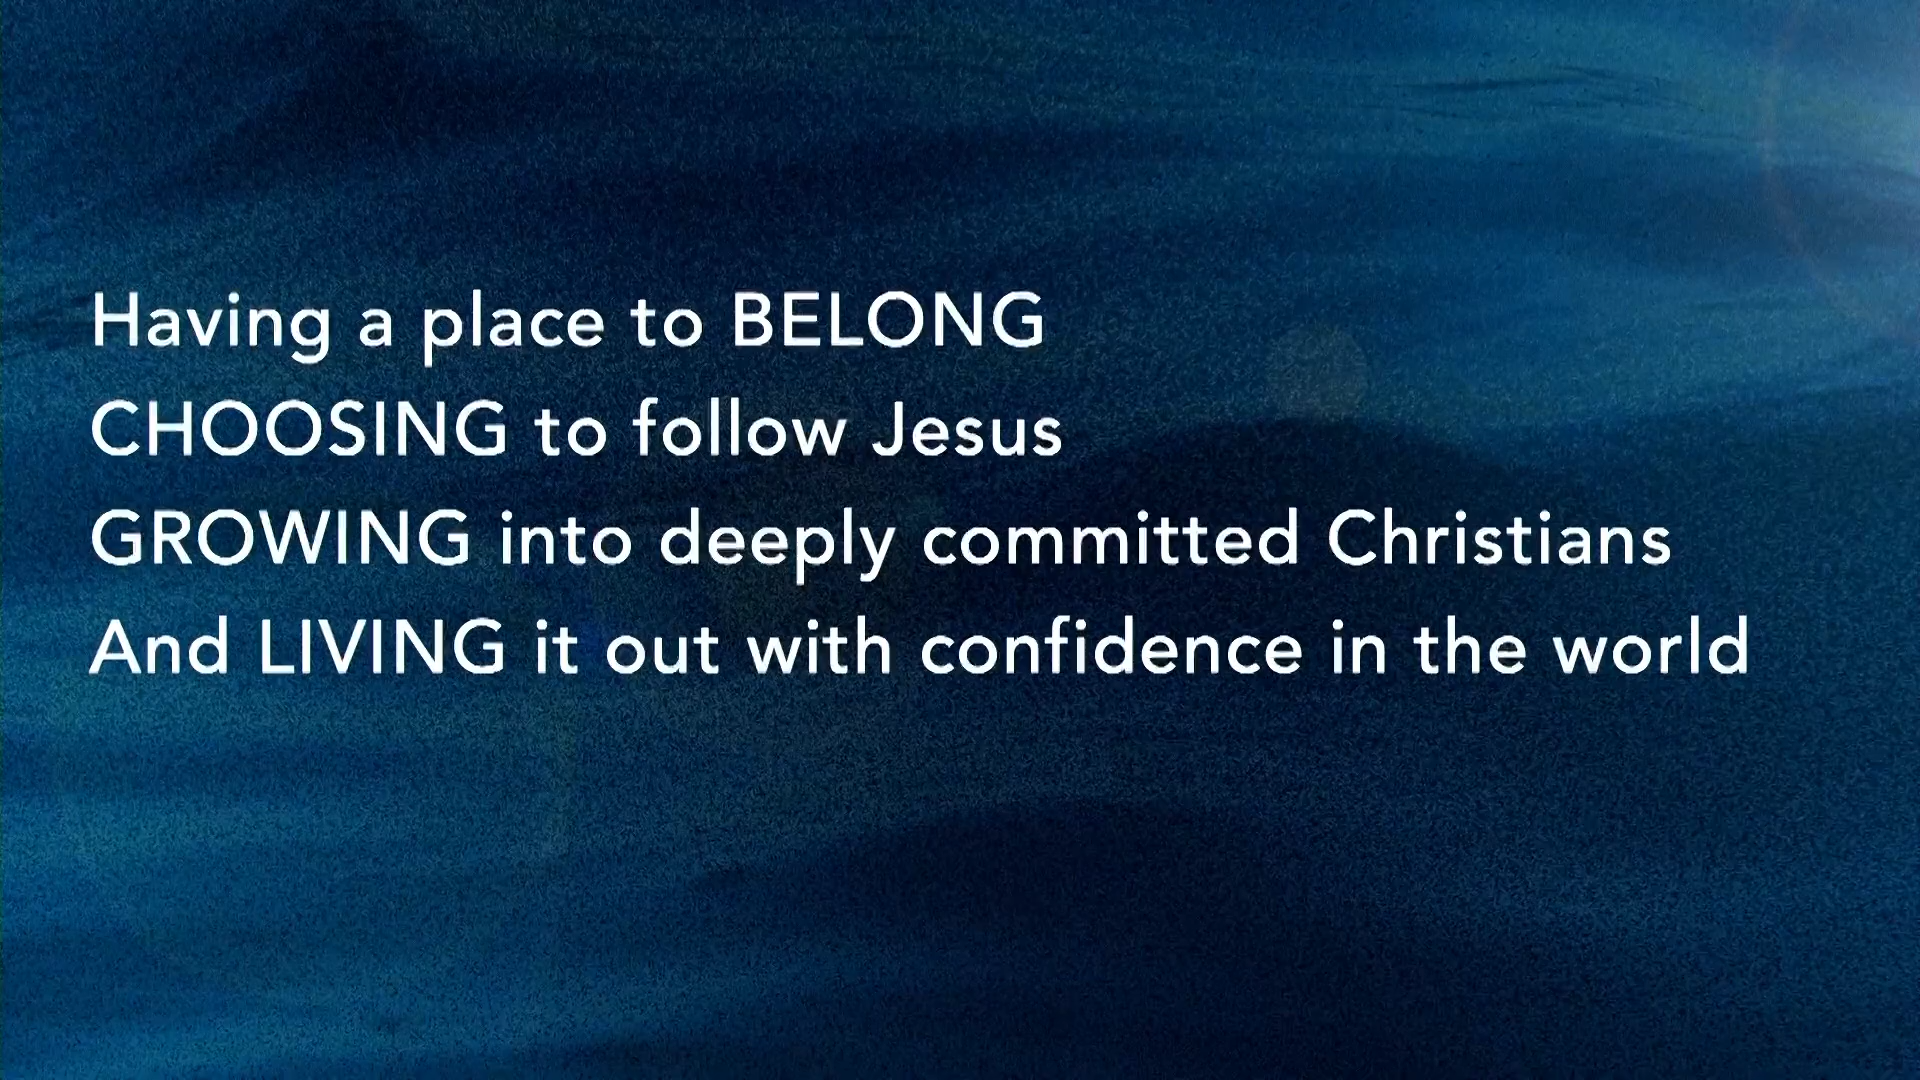 Having a place to BELONG
CHOOSING to follow Jesus
GROWING into deeply committed Christians
And LIVING it out with confidence in the world